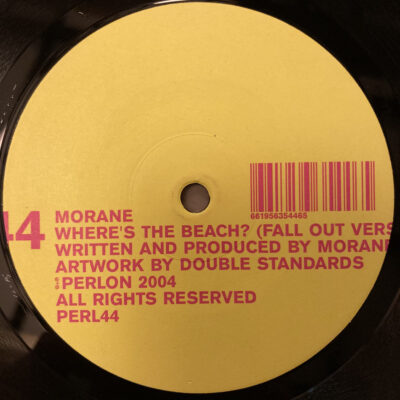 661956354465
44 MORANE
WHERE'S THE BEACH? (FALL OUT VERS
WRITTEN AND PRODUCED BY MORANE
ARTWORK BY DOUBLE STANDARDS
℗© PERLON 2004
ALL RIGHTS RESERVED
PERL44